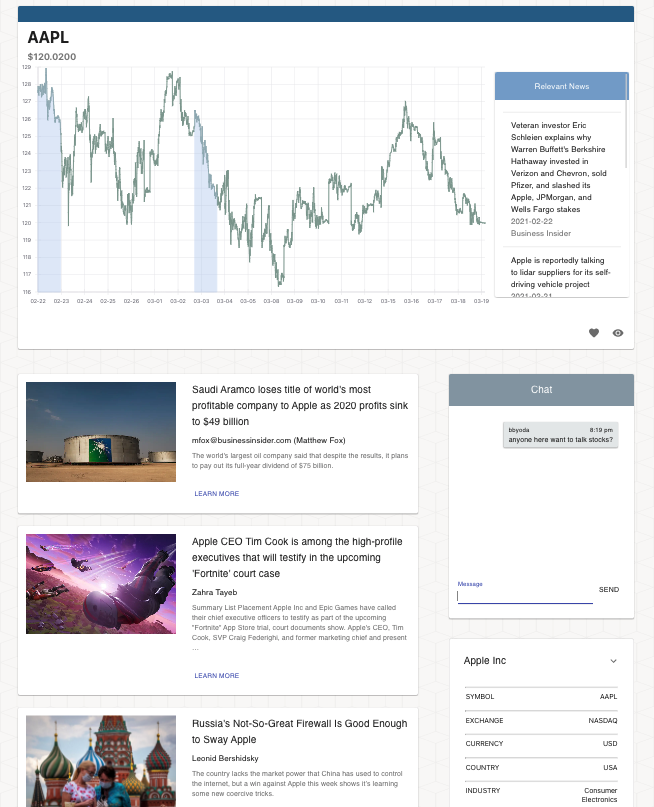 AAPL
$120.0200
129
128
127
126
125
124
123
122
121
120
119
118
117
116
02-22
02-23
02-24
02-25
02-26
03-01
03-02
03-03
03-04
03-05
03-08
03-09
03-10
03-11
03-12
03-15
03-16
03-17
03-18
03-19
Relevant News
Veteran investor Eric
Schleien explains why
Warren Buffett's Berkshire
Hathaway invested in
Verizon and Chevron, sold
Pfizer, and slashed its
Apple, JPMorgan, and
Wells Fargo stakes
2021-02-22
Business Insider
Apple is reportedly talking
to lidar suppliers for its self-
driving vehicle project
2021-02-21
Saudi Aramco loses title of world's most
profitable company to Apple as 2020 profits sink
to $49 billion
mfox@businessinsider.com (Matthew Fox)
The world's largest oil company said that despite the results, it plans
to pay out its full-year dividend of $75 billion.
LEARN MORE
Apple CEO Tim Cook is among the high-profile
executives that will testify in the upcoming
'Fortnite' court case
Zahra Tayeb
Summary List Placement Apple Inc and Epic Games have called
their chief executive officers to testify as part of the upcoming
"Fortnite" App Store trial, court documents show. Apple's CEO, Tim
Cook, SVP Craig Federighi, and former marketing chief and present
...
LEARN MORE
Russia's Not-So-Great Firewall Is Good Enough
to Sway Apple
Leonid Bershidsky
The country lacks the market power that China has used to control
the internet, but a win against Apple this week shows it's learning
some new coercive tricks.
Chat
bbyoda 8:19 pm
anyone here want to talk stocks?
Message
SEND
Apple Inc
SYMBOL AAPL
EXCHANGE NASDAQ
CURRENCY USD
COUNTRY USA
INDUSTRY Consumer
Electronics